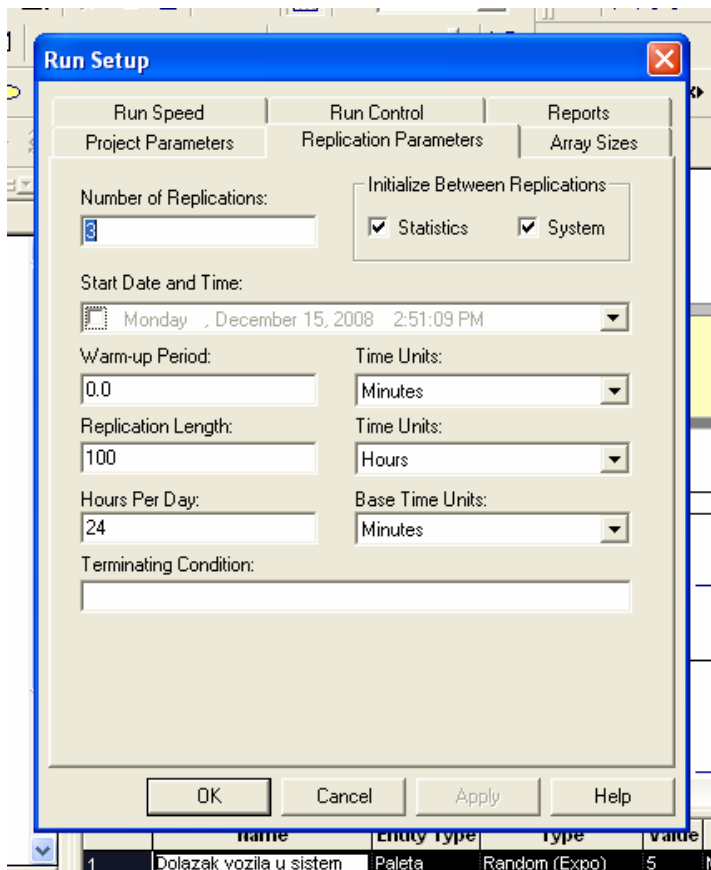 Run Setup
Run Speed Run Control Reports
Project Parameters Replication Parameters Array Sizes
Number of Replications: Initialize Between Replications
3 Statistics System
Start Date and Time:
Monday , December 15, 2008 2:51:09 PM
Warm-up Period: Time Units:
0.0 Minutes
Replication Length: Time Units:
100 Hours
Hours Per Day: Base Time Units:
24 Minutes
Terminating Condition:
OK Cancel Apply Help
Name Entity Type Type Value
1 Dolazak vozila u sistem Paleta Random (Expo) 5